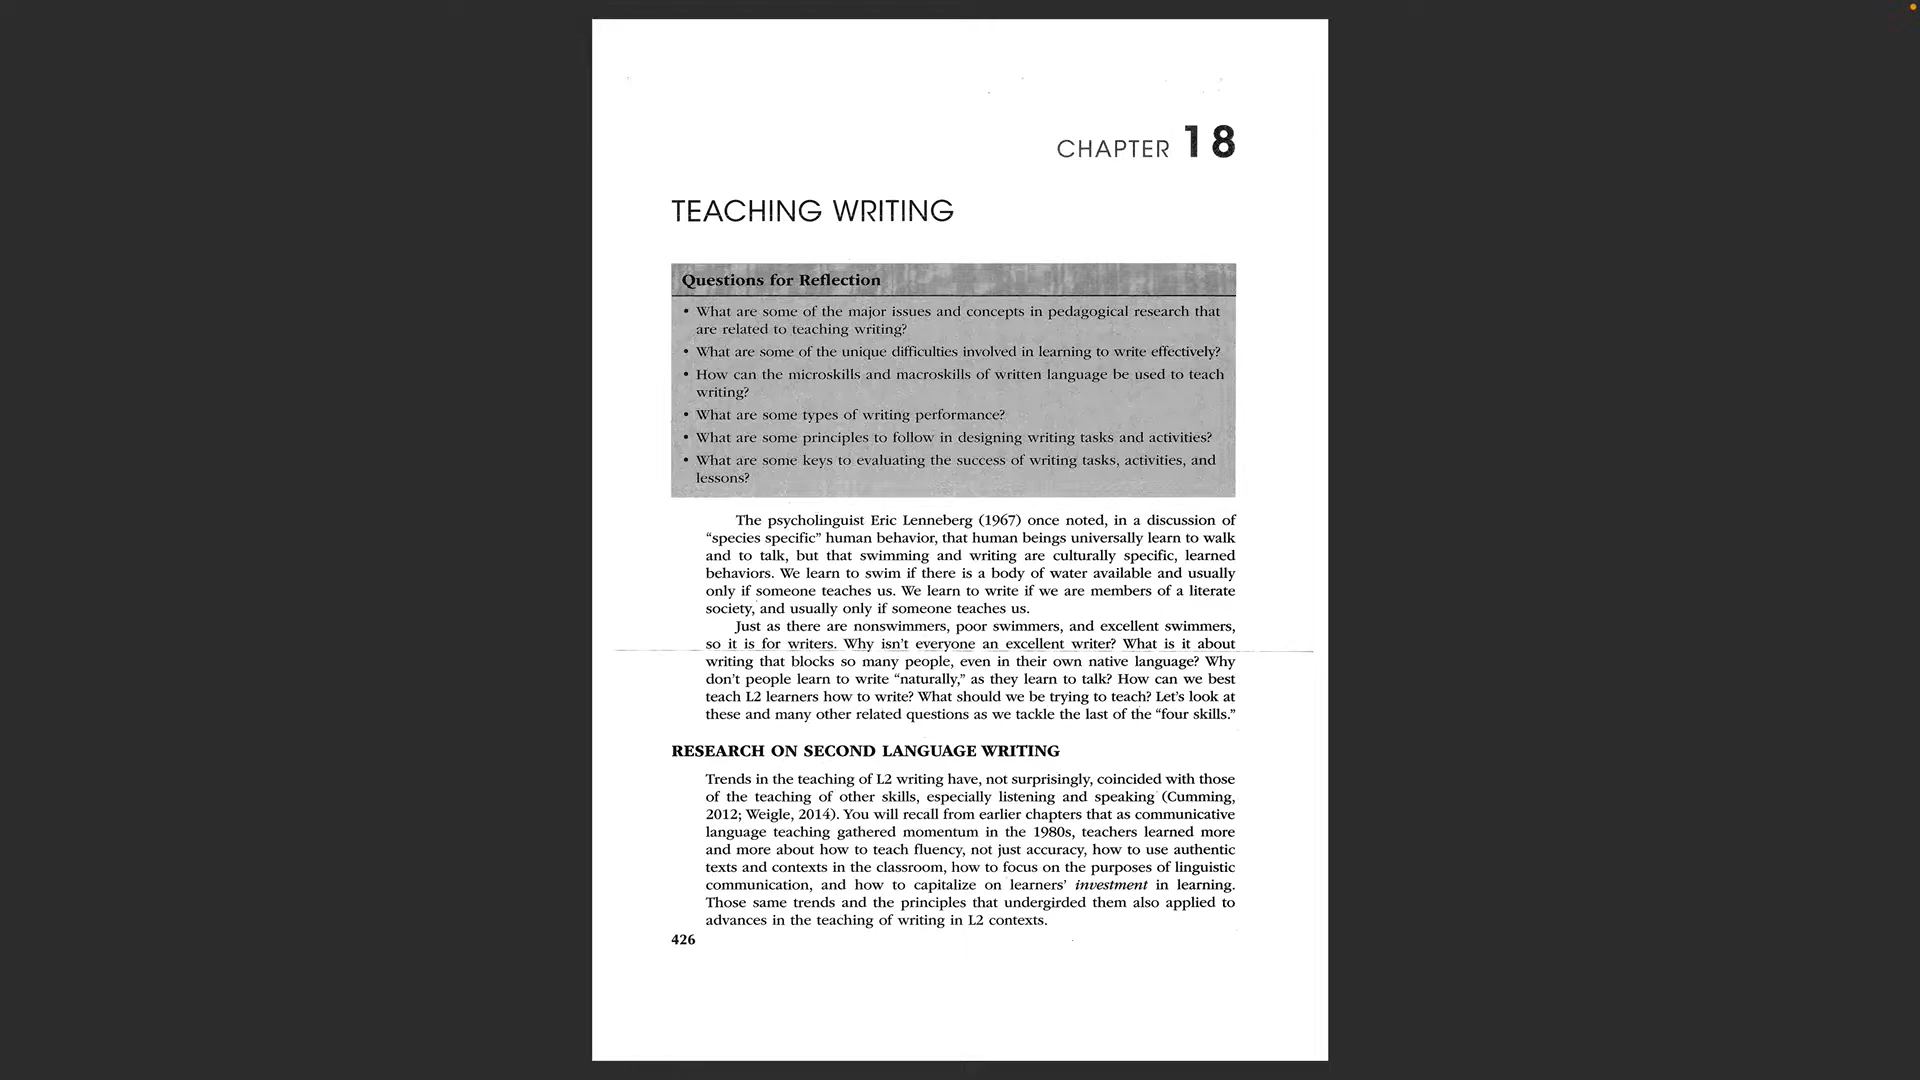 CHAPTER 18
TEACHING WRITING
Questions for Reflection
• What are some of the major issues and concepts in pedagogical research that
are related to teaching writing?
• What are some of the unique difficulties involved in learning to write effectively?
• How can the microskills and macroskills of written language be used to teach
writing?
• What are some types of writing performance?
• What are some principles to follow in designing writing tasks and activities?
• What are some keys to evaluating the success of writing tasks, activities, and
lessons?
The psycholinguist Eric Lenneberg (1967) once noted, in a discussion of
“species specific” human behavior, that human beings universally learn to walk
and to talk, but that swimming and writing are culturally specific, learned
behaviors. We learn to swim if there is a body of water available and usually
only if someone teaches us. We learn to write if we are members of a literate
society, and usually only if someone teaches us.
Just as there are nonswimmers, poor swimmers, and excellent swimmers,
so it is for writers. Why isn’t everyone an excellent writer? What is it about
writing that blocks so many people, even in their own native language? Why
don’t people learn to write “naturally,” as they learn to talk? How can we best
teach L2 learners how to write? What should we be trying to teach? Let’s look at
these and many other related questions as we tackle the last of the “four skills.”
RESEARCH ON SECOND LANGUAGE WRITING
Trends in the teaching of L2 writing have, not surprisingly, coincided with those
of the teaching of other skills, especially listening and speaking (Cumming,
2012; Weigle, 2014). You will recall from earlier chapters that as communicative
language teaching gathered momentum in the 1980s, teachers learned more
and more about how to teach fluency, not just accuracy, how to use authentic
texts and contexts in the classroom, how to focus on the purposes of linguistic
communication, and how to capitalize on learners’ investment in learning.
Those same trends and the principles that undergirded them also applied to
advances in the teaching of writing in L2 contexts.
426